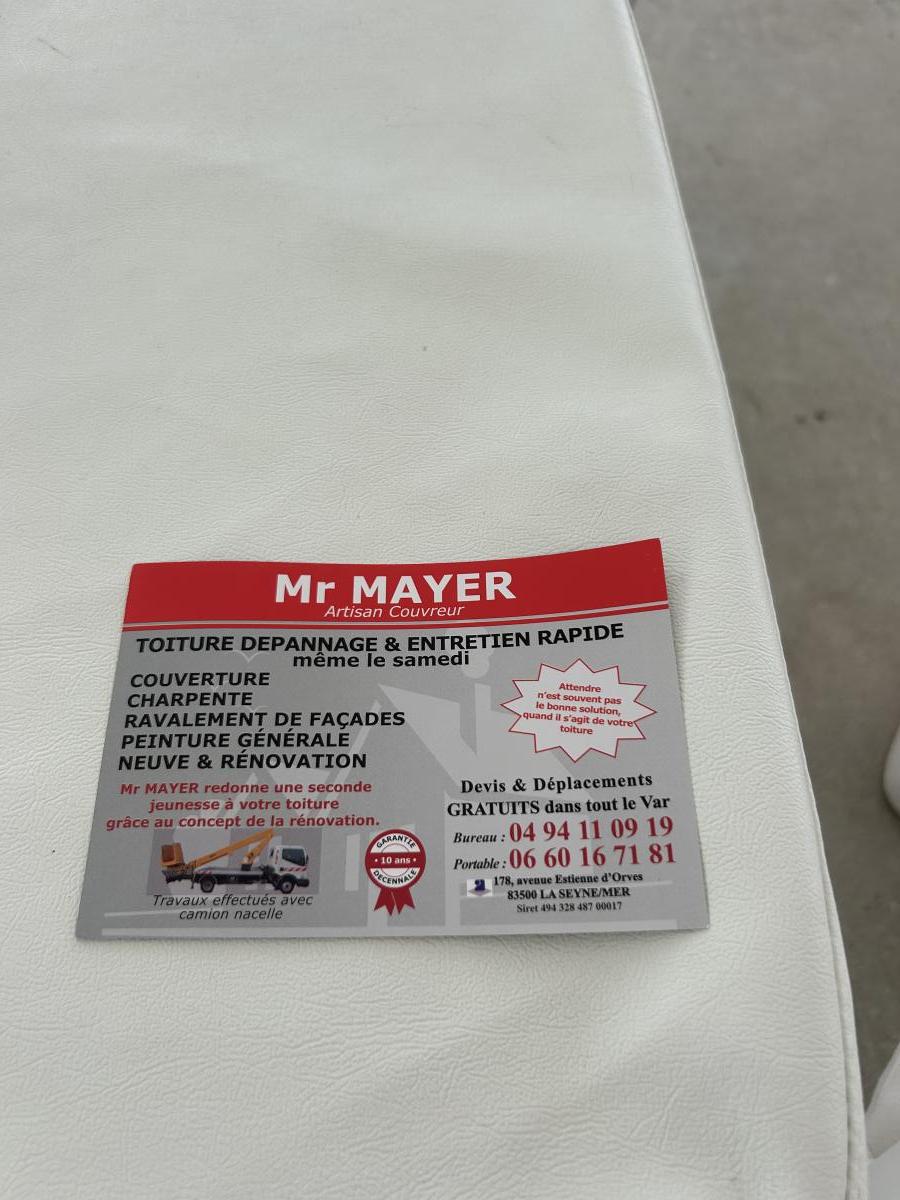 Mr MAYER
Artisan Couvreur
TOITURE DEPANNAGE & ENTRETIEN RAPIDE
même le samedi
COUVERTURE
CHARPENTE
RAVALEMENT DE FAÇADES
PEINTURE GÉNÉRALE
NEUVE & RÉNOVATION
Attendre
n'est souvent pas
le bonne solution,
quand il s'agit de votre
toiture
Mr MAYER redonne une seconde
jeunesse à votre toiture
grâce au concept de la rénovation.
Travaux effectués avec
camion nacelle
GARANTIE
• 10 ans •
DECENNALE
Devis & Déplacements
GRATUITS dans tout le Var
Bureau : 04 94 11 09 19
Portable : 06 60 16 71 81
178, avenue Estienne d'Orves
83500 LA SEYNE/MER
Siret 494 328 487 00017